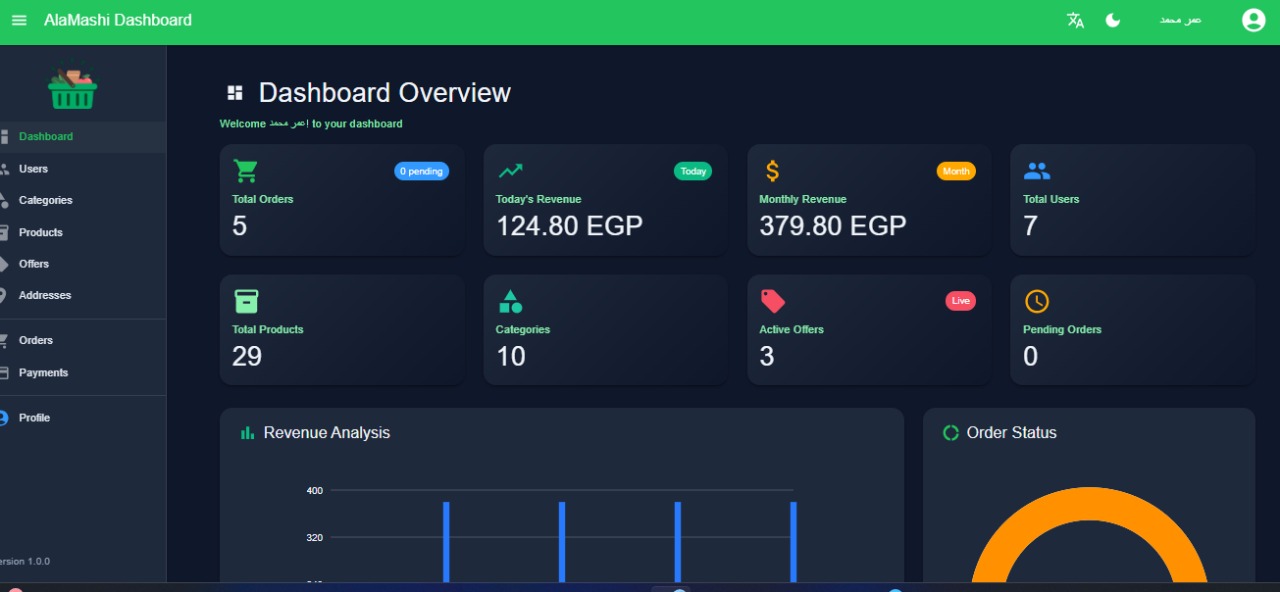 AlaMashi Dashboard
عمر محمد
Dashboard Overview
Welcome عمر محمد! to your dashboard
Dashboard
Users
Categories
Products
Offers
Addresses
Orders
Payments
Profile
ersion 1.0.0
0 pending
Total Orders
5
Today
Today's Revenue
124.80 EGP
Month
Monthly Revenue
379.80 EGP
Total Users
7
Total Products
29
Categories
10
Live
Active Offers
3
Pending Orders
0
Revenue Analysis
400
320
Order Status